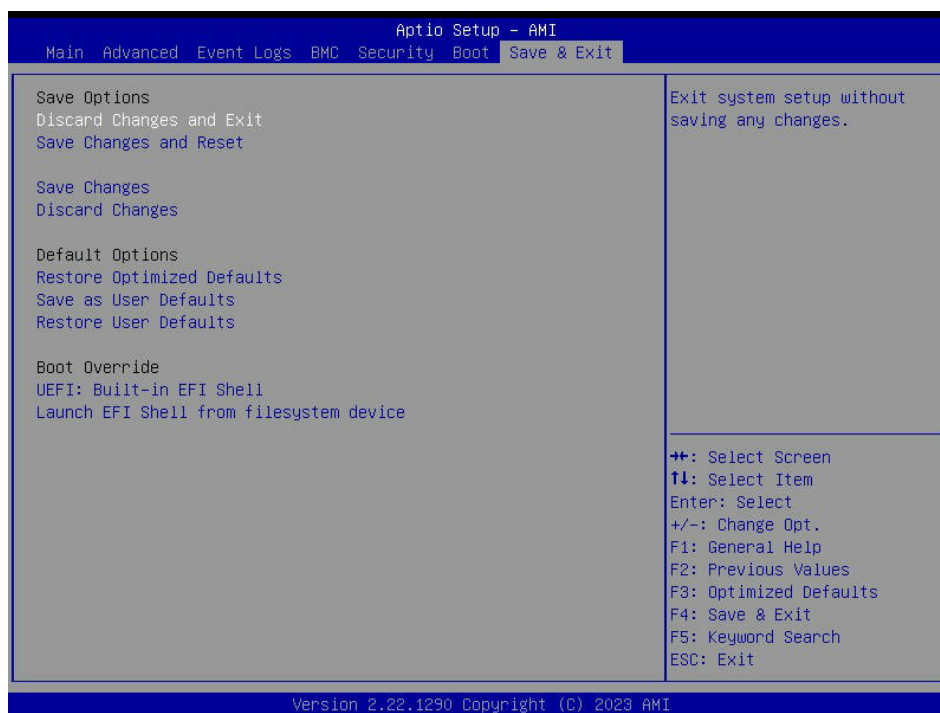 Aptio Setup – AMI
Main Advanced Event Logs BMC Security Boot Save & Exit
Save Options
Discard Changes and Exit
Save Changes and Reset
Save Changes
Discard Changes
Default Options
Restore Optimized Defaults
Save as User Defaults
Restore User Defaults
Boot Override
UEFI: Built-in EFI Shell
Launch EFI Shell from filesystem device
Exit system setup without
saving any changes.
→←: Select Screen
↑↓: Select Item
Enter: Select
+/-: Change Opt.
F1: General Help
F2: Previous Values
F3: Optimized Defaults
F4: Save & Exit
F5: Keyword Search
ESC: Exit
Version 2.22.1290 Copyright (C) 2023 AMI